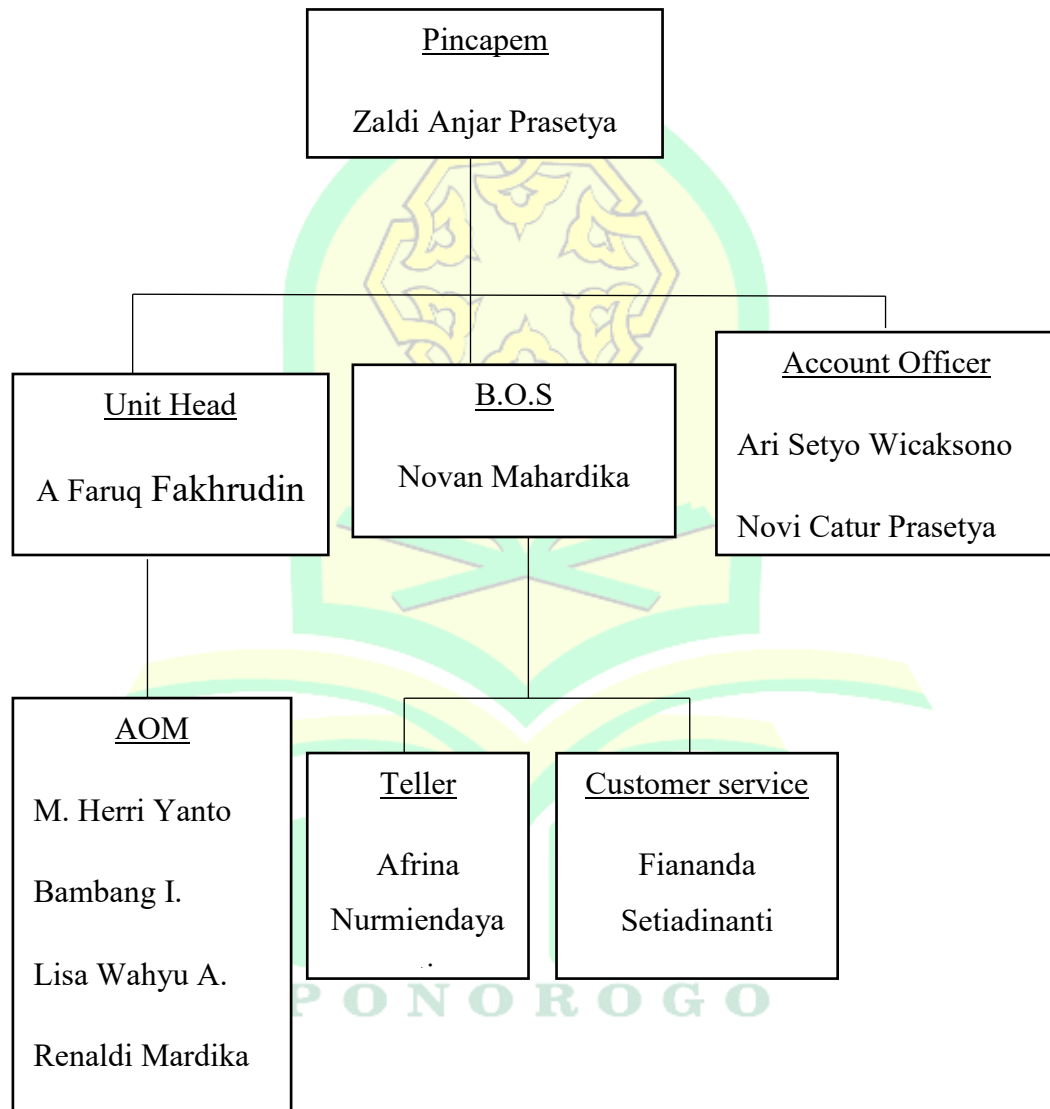 Pincapem
Zaldi Anjar Prasetya
Unit Head
A Faruq Fakhrudin
B.O.S
Novan Mahardika
Account Officer
Ari Setyo Wicaksono
Novi Catur Prasetya
AOM
M. Herri Yanto
Bambang I.
Lisa Wahyu A.
Renaldi Mardika
Teller
Afrina
Nurmiendaya
Customer service
Fiananda
Setiadinanti
PONOROGO